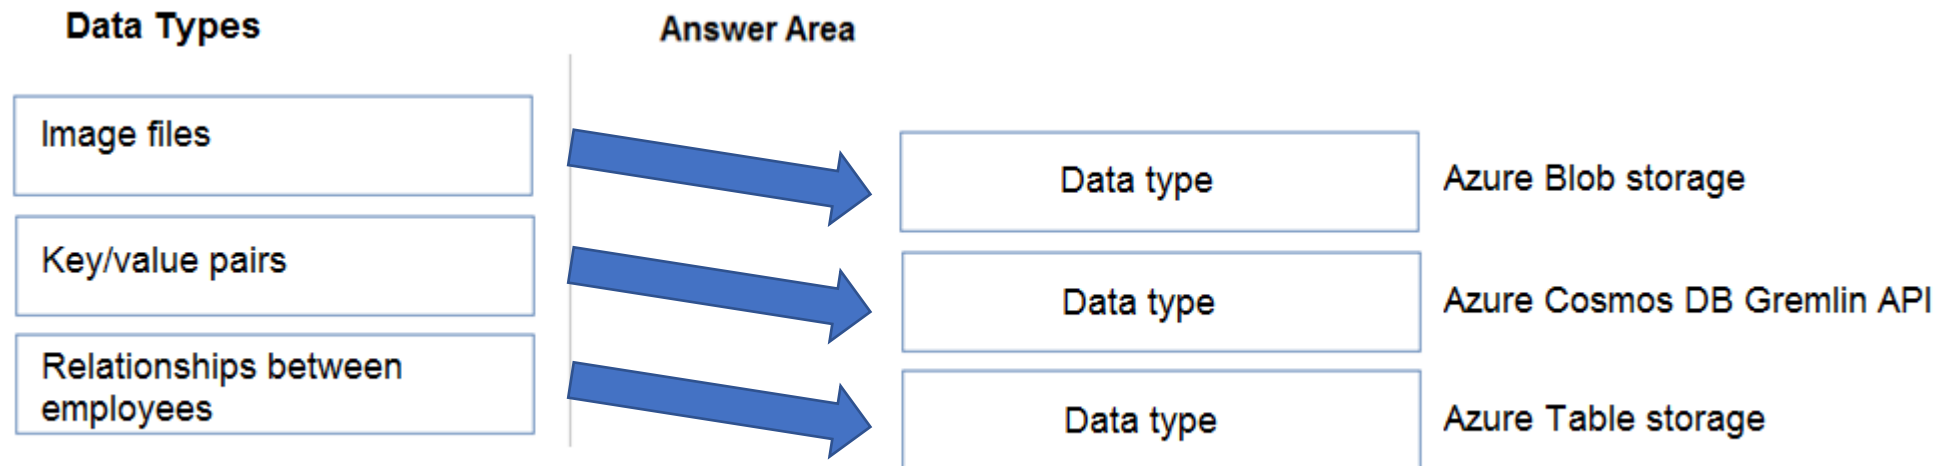 Data Types
Answer Area
Image files
Data type
Azure Blob storage
Key/value pairs
Data type
Azure Cosmos DB Gremlin API
Relationships between
employees
Data type
Azure Table storage